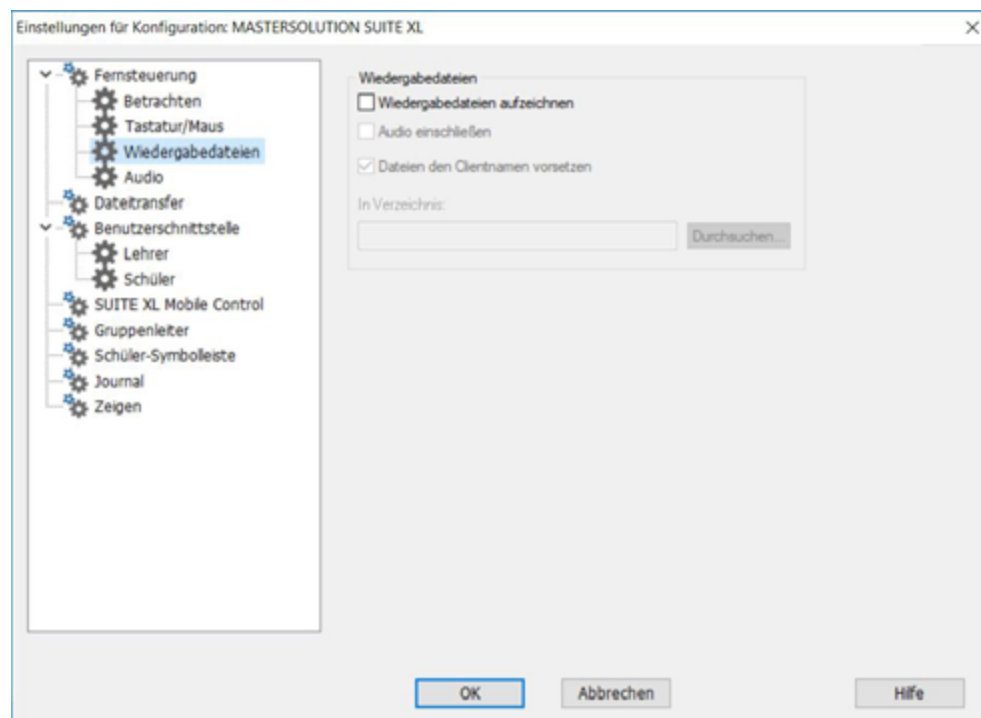 Einstellungen für Konfiguration: MASTERSOLUTION SUITE XL
Fernsteuerung
Betrachten
Tastatur/Maus
Wiedergabedateien
Audio
Dateitransfer
Benutzerschnittstelle
Lehrer
Schüler
SUITE XL Mobile Control
Gruppenleiter
Schüler-Symbolleiste
Journal
Zeigen
Wiedergabedateien
Wiedergabedateien aufzeichnen
Audio einschließen
Dateien den Clientnamen vorsetzen
In Verzeichnis:
Durchsuchen...
OK
Abbrechen
Hilfe